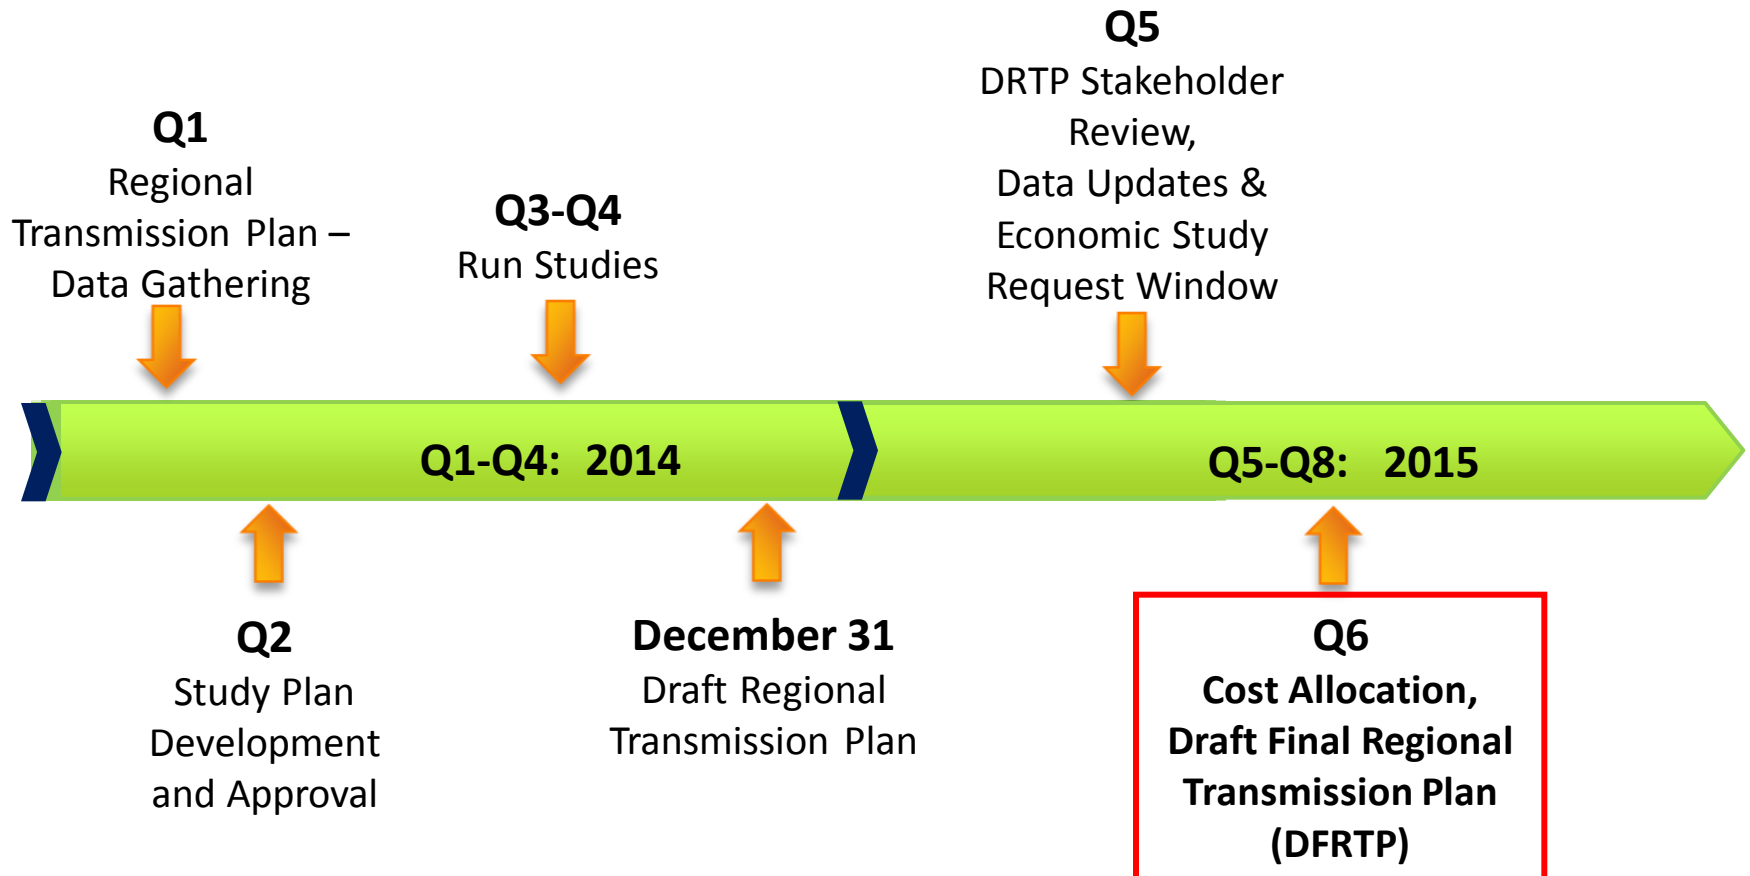 Q1
Regional
Transmission Plan –
Data Gathering
Q3-Q4
Run Studies
Q5
DRTP Stakeholder
Review,
Data Updates &
Economic Study
Request Window
Q1-Q4: 2014
Q5-Q8: 2015
Q2
Study Plan
Development
and Approval
December 31
Draft Regional
Transmission Plan
Q6
Cost Allocation,
Draft Final Regional
Transmission Plan
(DFRTP)